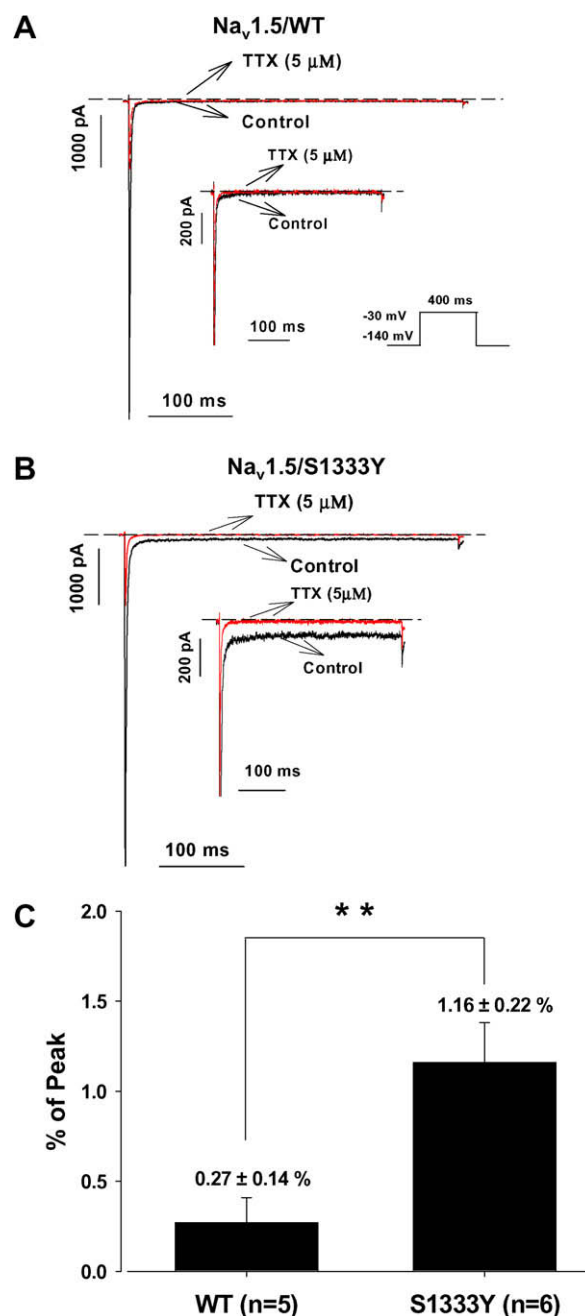 A
Nav1.5/WT
TTX (5 μM)
Control
1000 pA
TTX (5 μM)
Control
200 pA
100 ms
400 ms
-30 mV
-140 mV
100 ms
B
Nav1.5/S1333Y
TTX (5 μM)
Control
1000 pA
TTX (5μM)
Control
200 pA
100 ms
100 ms
C
% of Peak
2.0
1.5
1.0
0.5
0.0
* *
0.27 ± 0.14 %
1.16 ± 0.22 %
WT (n=5)
S1333Y (n=6)